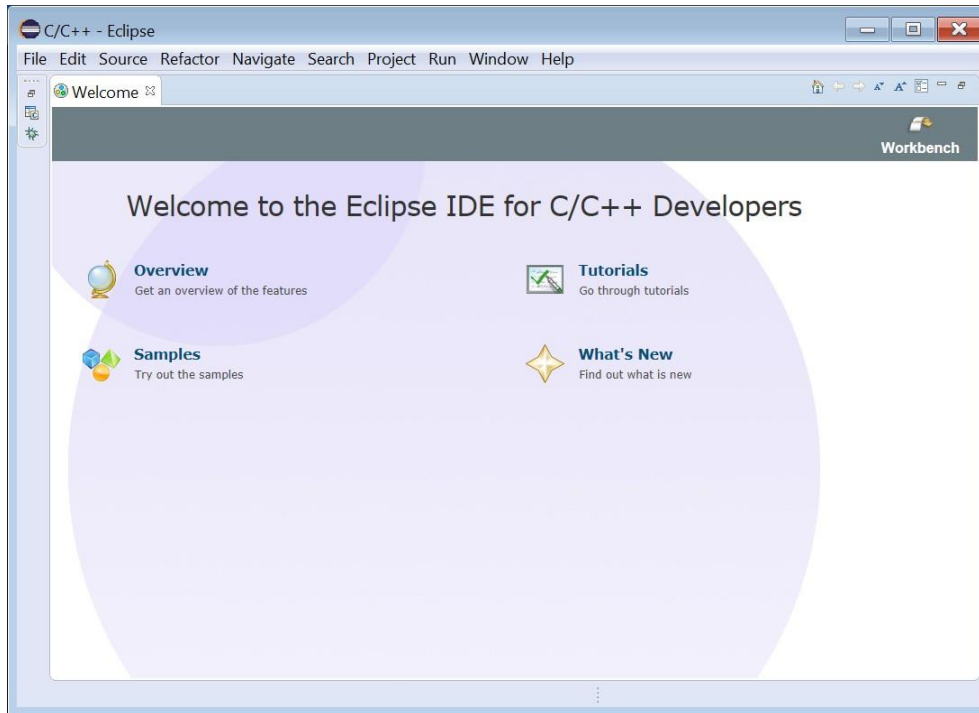 C/C++ - Eclipse
File Edit Source Refactor Navigate Search Project Run Window Help
Welcome
Workbench
Welcome to the Eclipse IDE for C/C++ Developers
Overview
Get an overview of the features
Tutorials
Go through tutorials
Samples
Try out the samples
What's New
Find out what is new